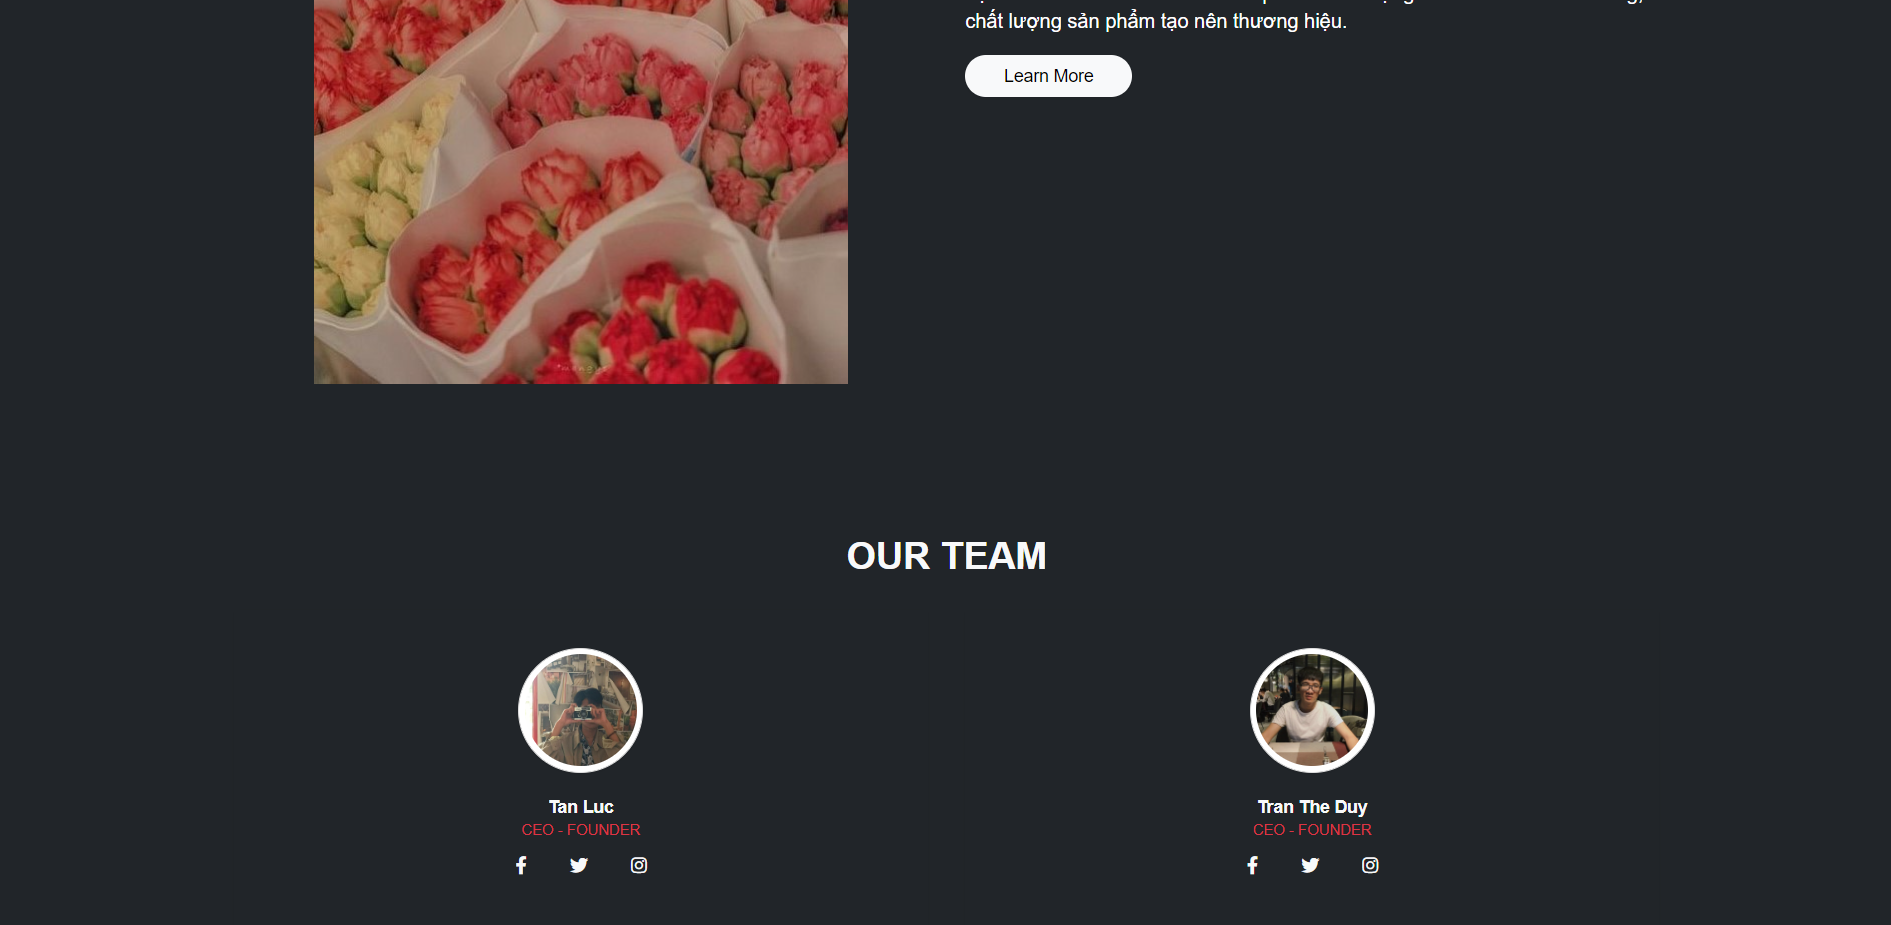 chất lượng sản phẩm tạo nên thương hiệu.
Learn More
OUR TEAM
Tan Luc
CEO - FOUNDER
Tran The Duy
CEO - FOUNDER